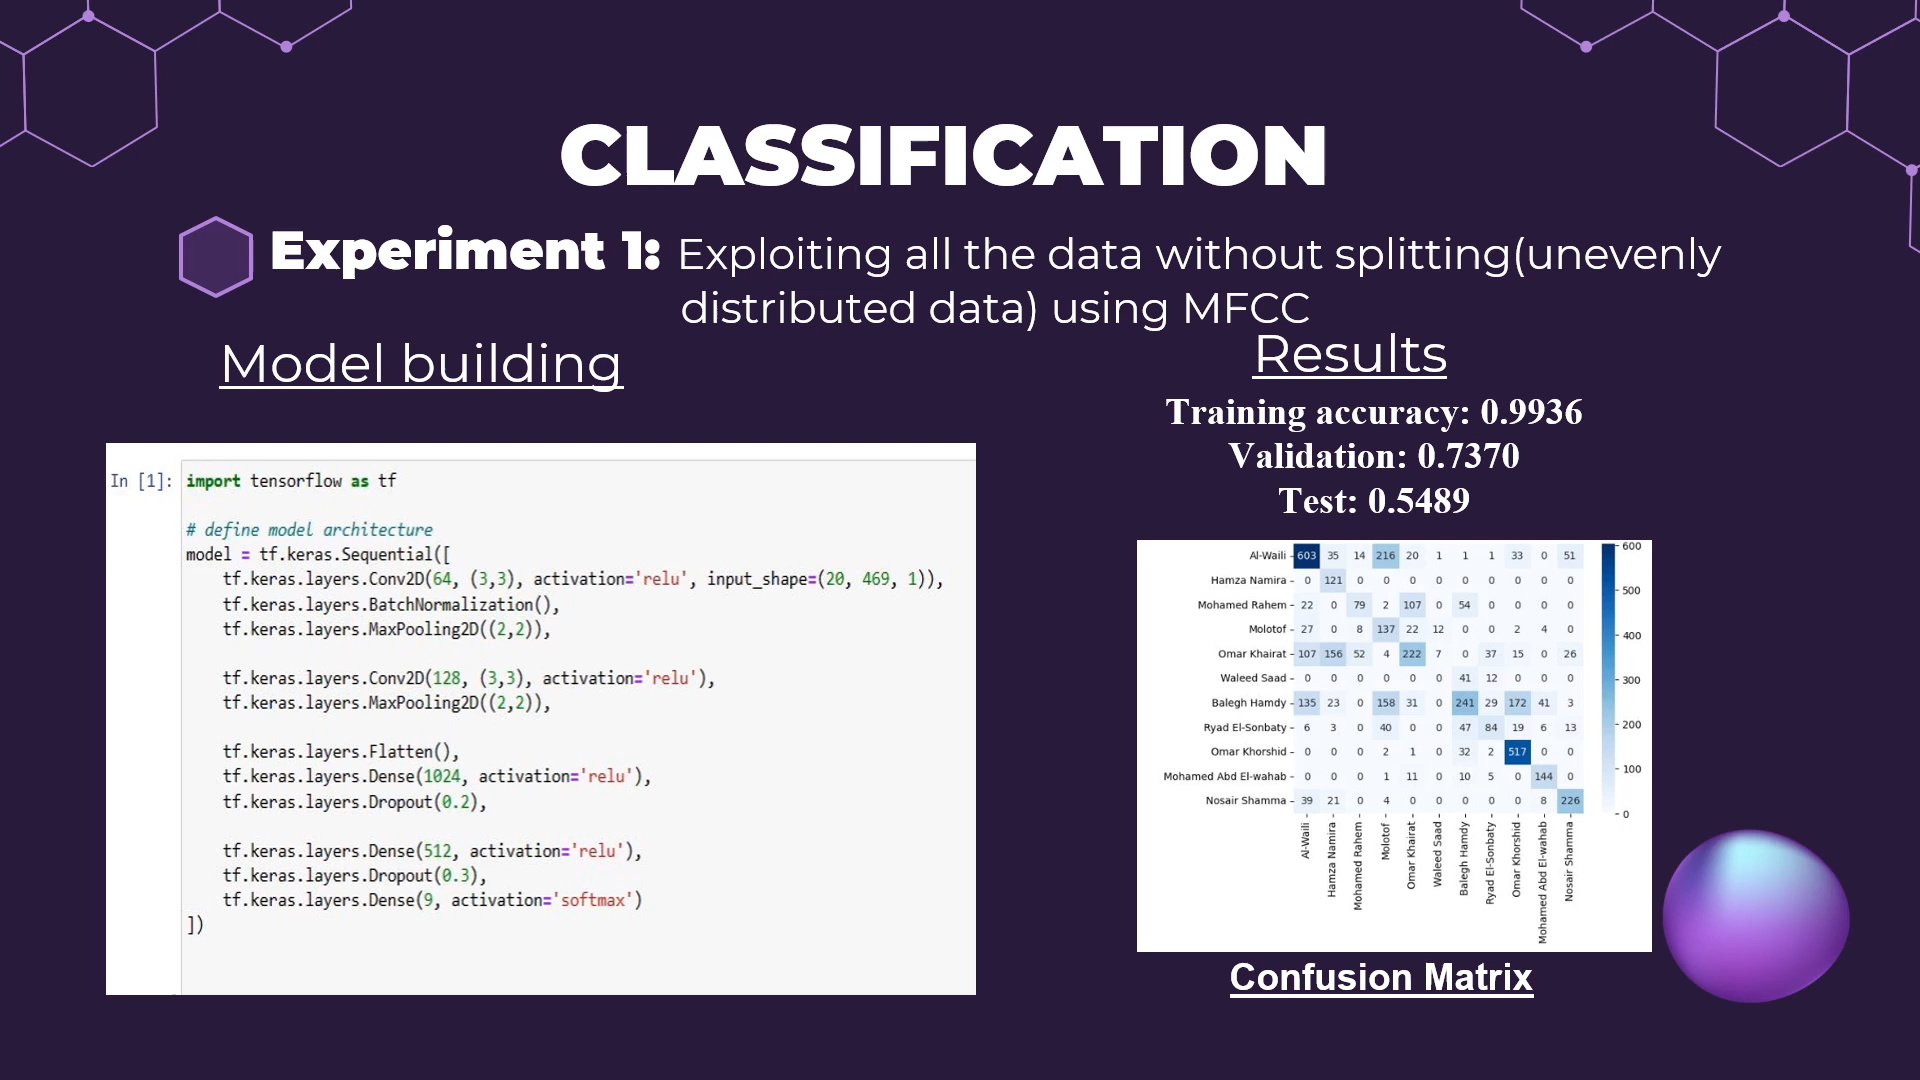 CLASSIFICATION
Experiment 1: Exploiting all the data without splitting(unevenly
distributed data) using MFCC
Model building
In [1]: import tensorflow as tf
# define model architecture
model = tf.keras.Sequential([
    tf.keras.layers.Conv2D(64, (3,3), activation='relu', input_shape=(20, 469, 1)),
    tf.keras.layers.BatchNormalization(),
    tf.keras.layers.MaxPooling2D((2,2)),
    tf.keras.layers.Conv2D(128, (3,3), activation='relu'),
    tf.keras.layers.MaxPooling2D((2,2)),
    tf.keras.layers.Flatten(),
    tf.keras.layers.Dense(1024, activation='relu'),
    tf.keras.layers.Dropout(0.2),
    tf.keras.layers.Dense(512, activation='relu'),
    tf.keras.layers.Dropout(0.3),
    tf.keras.layers.Dense(9, activation='softmax')
])
Results
Training accuracy: 0.9936
Validation: 0.7370
Test: 0.5489
Al-Waili 603 35 14 216 20 1 1 1 33 0 51
Hamza Namira 0 121 0 0 0 0 0 0 0 0 0
Mohamed Rahem 22 0 79 2 107 0 54 0 0 0 0
Molotof 27 0 8 137 22 12 0 0 2 4 0
Omar Khairat 107 156 52 4 222 7 0 37 15 0 26
Waleed Saad 0 0 0 0 0 0 41 12 0 0 0
Balegh Hamdy 135 23 0 158 31 0 241 29 172 41 3
Ryad El-Sonbaty 6 3 0 40 0 0 47 84 19 6 13
Omar Khorshid 0 0 0 2 1 0 32 2 517 0 0
Mohamed Abd El-wahab 0 0 0 1 11 0 10 5 0 144 0
Nosair Shamma 39 21 0 4 0 0 0 0 0 8 226
Al-Waili
Hamza Namira
Mohamed Rahem
Molotof
Omar Khairat
Waleed Saad
Balegh Hamdy
Ryad El-Sonbaty
Omar Khorshid
Mohamed Abd El-wahab
Nosair Shamma
600
500
400
300
200
100
0
Confusion Matrix